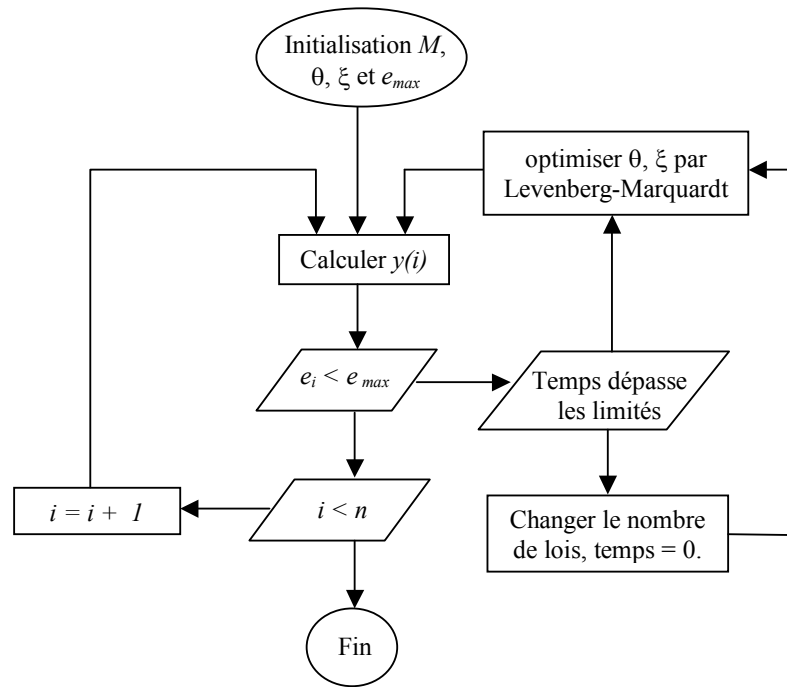 Initialisation M,
θ, ξ et e_max
optimiser θ, ξ par
Levenberg-Marquardt
Calculer y(i)
e_i < e_max
Temps dépasse
les limités
i < n
i = i + 1
Changer le nombre
de lois, temps = 0.
Fin